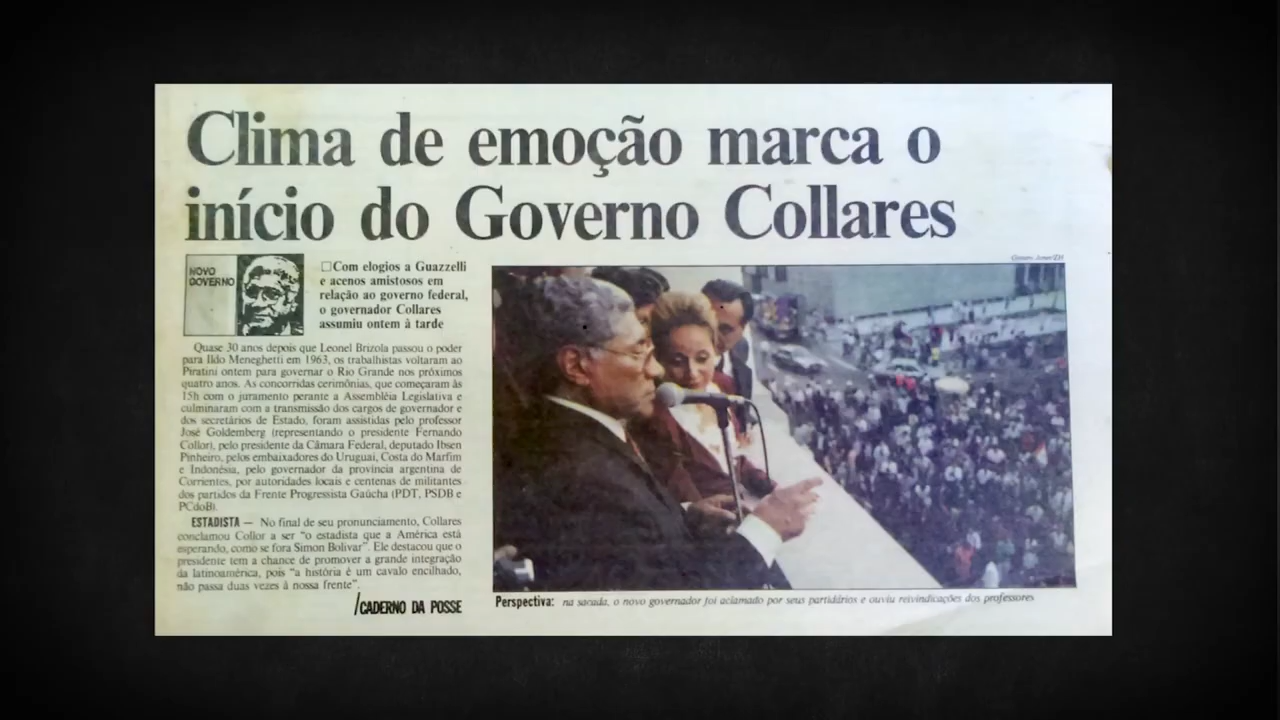 Clima de emoção marca o
início do Governo Collares
NOVO
GOVERNO
□Com elogios a Guazzelli
e acenos amistosos em
relação ao governo federal,
o governador Collares
assumiu ontem à tarde
Quase 30 anos depois que Leonel Brizola passou o poder
para Ildo Meneghetti em 1963, os trabalhistas voltaram ao
Piratini ontem para governar o Rio Grande nos próximos
quatro anos. As concorridas cerimônias, que começaram às
15h com o juramento perante a Assembléia Legislativa e
culminaram com a transmissão dos cargos de governador e
dos secretários de Estado, foram assistidas pelo professor
José Goldemberg (representando o presidente Fernando
Collor), pelo presidente da Câmara Federal, deputado Ibsen
Pinheiro, pelos embaixadores do Uruguai, Costa do Marfim
e Indonésia, pelo governador da província argentina de
Corrientes, por autoridades locais e centenas de militantes
dos partidos da Frente Progressista Gaúcha (PDT, PSDB e
PCdoB).
ESTADISTA — No final de seu pronunciamento, Collares
conclamou Collor a ser "o estadista que a América está
esperando, como se fora Simon Bolivar". Ele destacou que o
presidente tem a chance de promover a grande integração
da latinoamérica, pois "a história é um cavalo encilhado,
não passa duas vezes à nossa frente".
/CADERNO DA POSSE
Perspectiva: na sacada, o novo governador foi aclamado por seus partidários e ouviu reivindicações dos professores